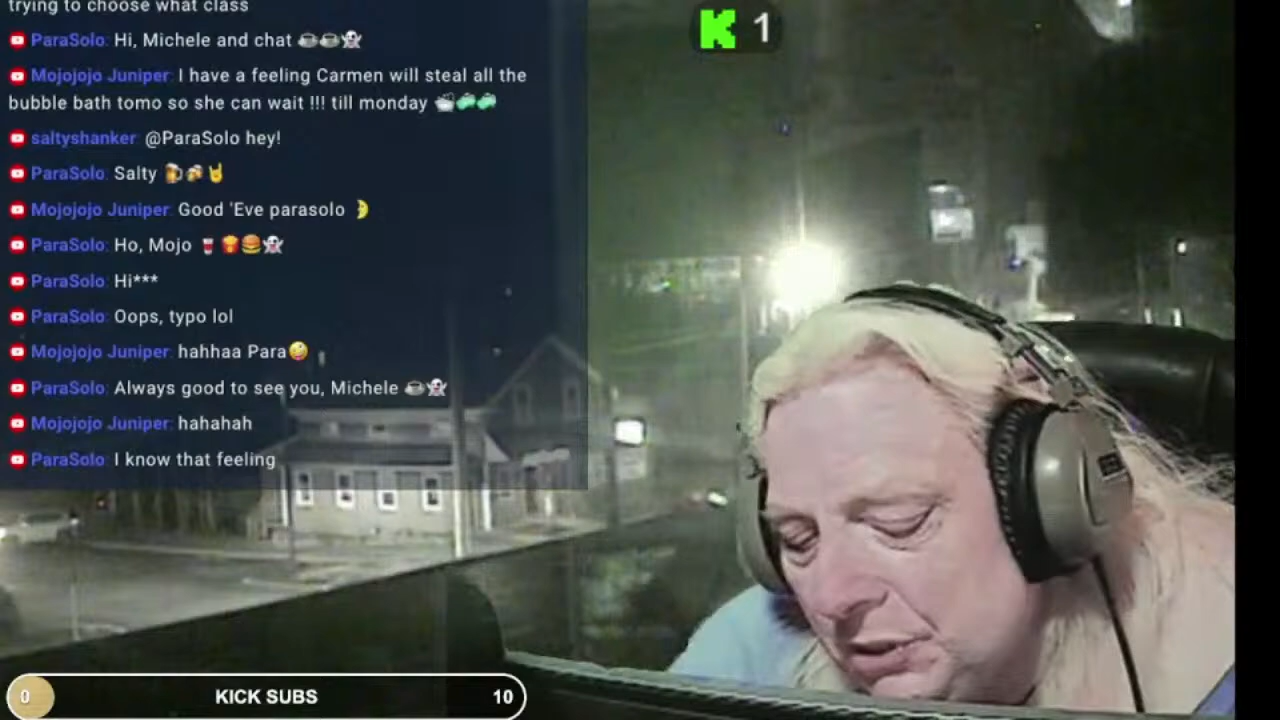 trying to choose what class
ParaSolo: Hi, Michele and chat ☕☕👻
Mojojojo Juniper: I have a feeling Carmen will steal all the
bubble bath tomo so she can wait !!! till monday 🛁🧼🧼
saltyshanker: @ParaSolo hey!
ParaSolo: Salty 🍺🍻🤘
Mojojojo Juniper: Good 'Eve parasolo 🌛
ParaSolo: Ho, Mojo 🥤🍟🍔👻
ParaSolo: Hi***
ParaSolo: Oops, typo lol
Mojojojo Juniper: hahhaa Para🤪
ParaSolo: Always good to see you, Michele ☕👻
Mojojojo Juniper: hahahah
ParaSolo: I know that feeling
K 1
0 KICK SUBS 10